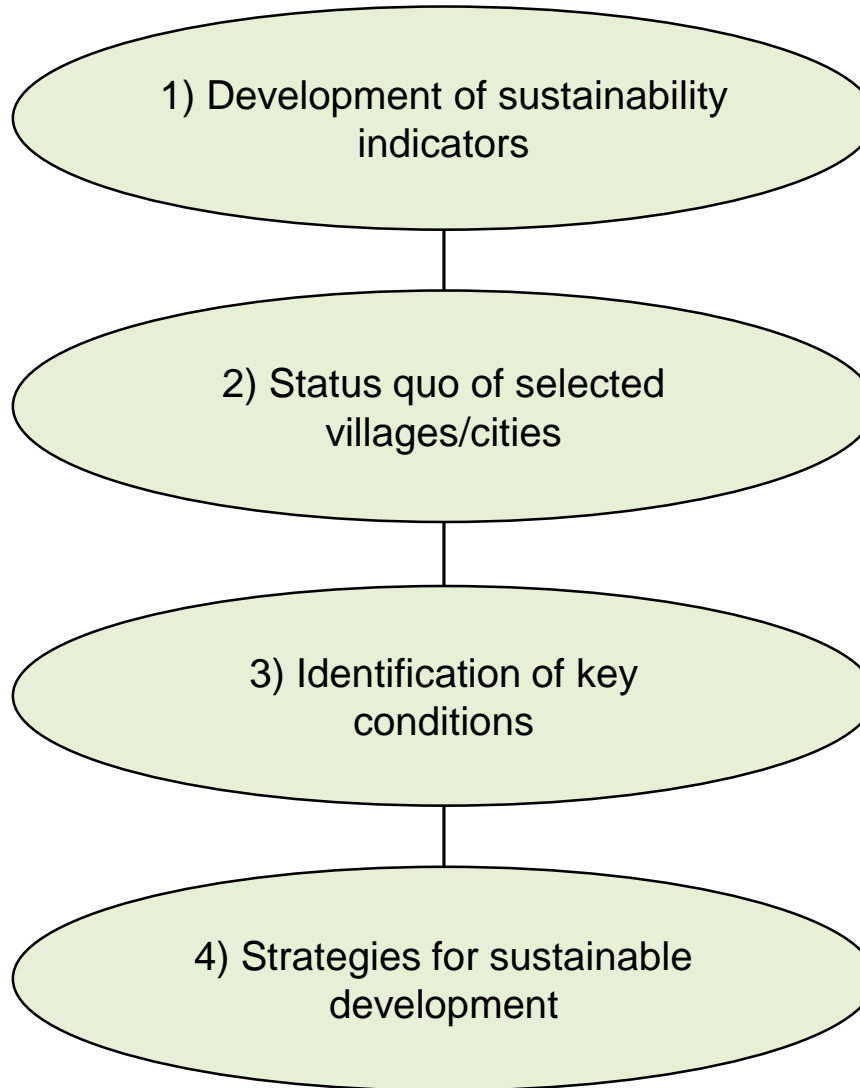 1) Development of sustainability
indicators
2) Status quo of selected
villages/cities
3) Identification of key
conditions
4) Strategies for sustainable
development